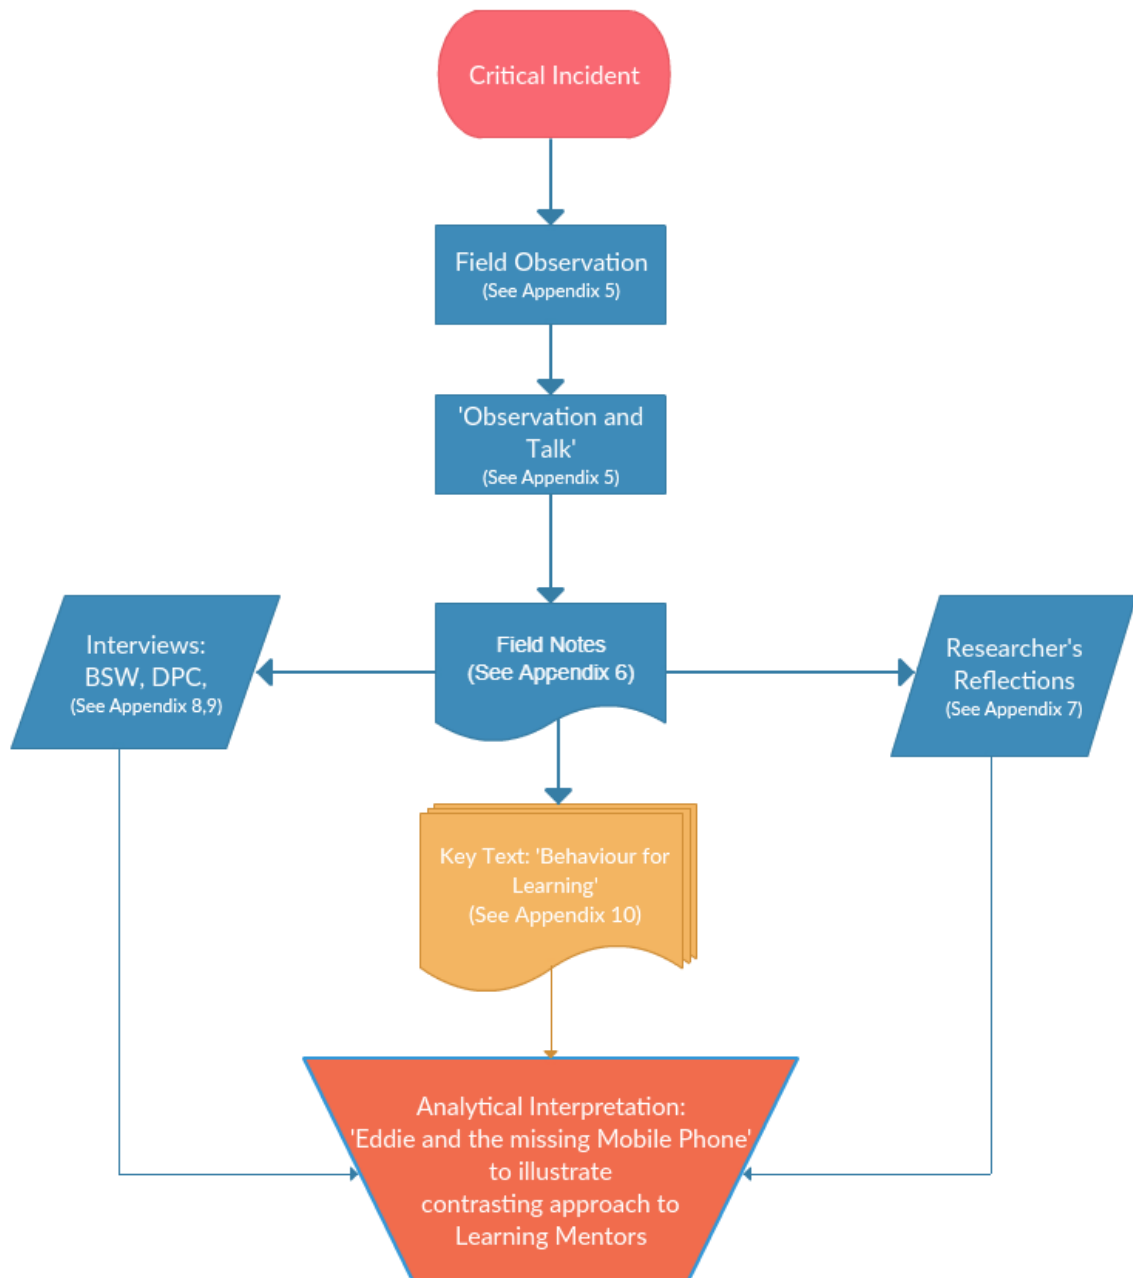 Critical Incident
Field Observation
(See Appendix 5)
'Observation and
Talk'
(See Appendix 5)
Field Notes
(See Appendix 6)
Interviews:
BSW, DPC,
(See Appendix 8,9)
Researcher's
Reflections
(See Appendix 7)
Key Text: 'Behaviour for
Learning'
(See Appendix 10)
Analytical Interpretation:
'Eddie and the missing Mobile Phone'
to illustrate
contrasting approach to
Learning Mentors